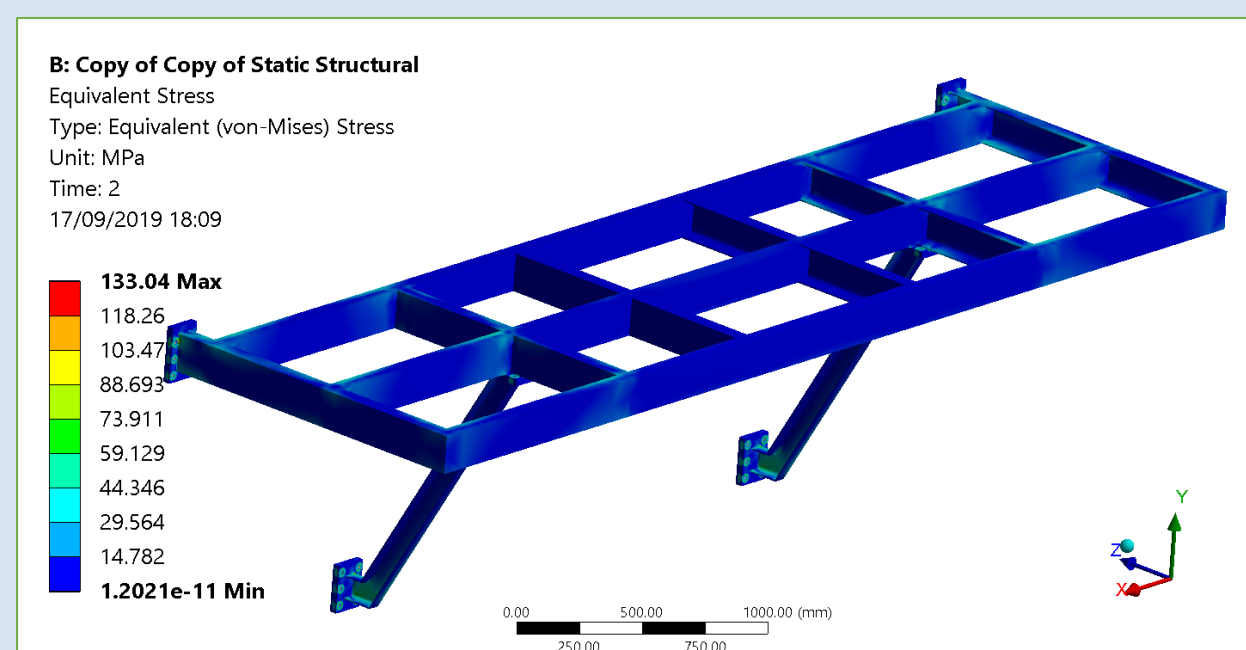 B: Copy of Copy of Static Structural
Equivalent Stress
Type: Equivalent (von-Mises) Stress
Unit: MPa
Time: 2
17/09/2019 18:09
133.04 Max
118.26
103.47
88.693
73.911
59.129
44.346
29.564
14.782
1.2021e-11 Min
0.00 500.00 1000.00 (mm)
250.00 750.00
Y
Z
X